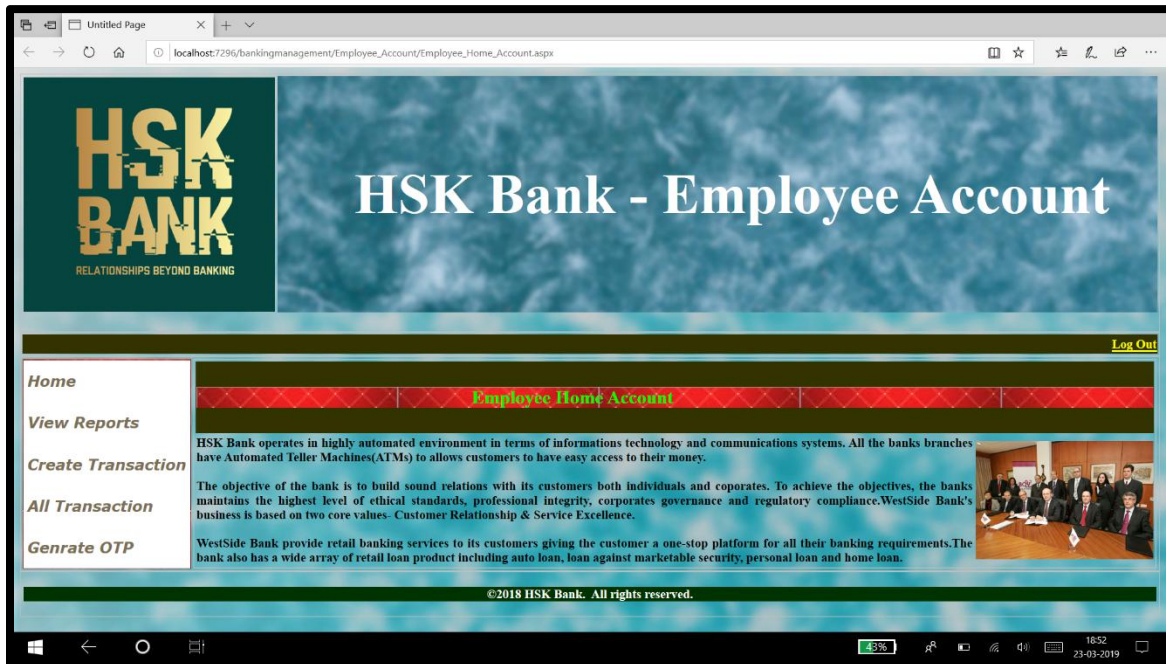 Untitled Page
localhost:7296/bankingmanagement/Employee_Account/Employee_Home_Account.aspx
HSK
BANK
RELATIONSHIPS BEYOND BANKING
HSK Bank - Employee Account
Log Out
Home
View Reports
Create Transaction
All Transaction
Genrate OTP
Employee Home Account
HSK Bank operates in highly automated environment in terms of informations technology and communications systems. All the banks branches
have Automated Teller Machines(ATMs) to allows customers to have easy access to their money.
The objective of the bank is to build sound relations with its customers both individuals and coporates. To achieve the objectives, the banks
maintains the highest level of ethical standards, professional integrity, corporates governance and regulatory compliance.WestSide Bank's
business is based on two core values- Customer Relationship & Service Excellence.
WestSide Bank provide retail banking services to its customers giving the customer a one-stop platform for all their banking requirements.The
bank also has a wide array of retail loan product including auto loan, loan against marketable security, personal loan and home loan.
©2018 HSK Bank. All rights reserved.
43%
18:52
23-03-2019